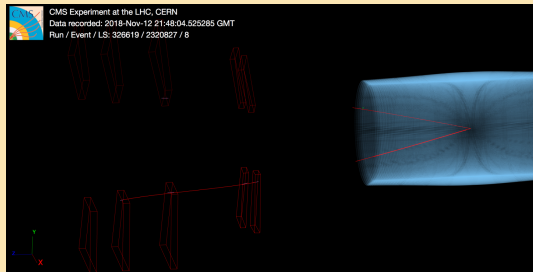 CMS
CMS Experiment at the LHC, CERN
Data recorded: 2018-Nov-12 21:48:04.525285 GMT
Run / Event / LS: 326619 / 2320827 / 8
Y
X